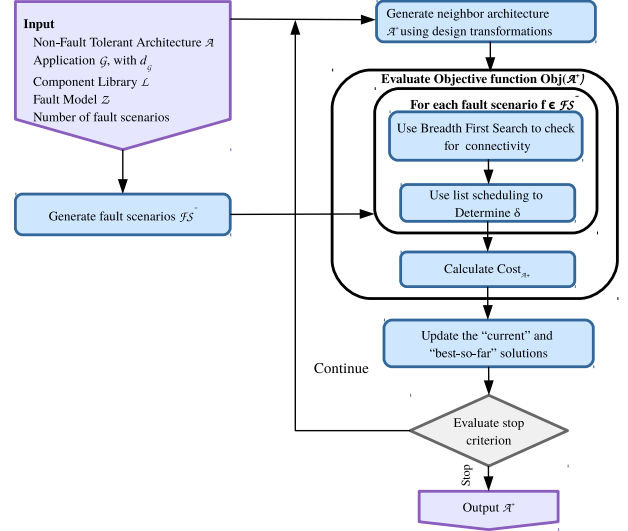 Input
Non-Fault Tolerant Architecture 𝒜
Application 𝒢, with d𝒢
Component Library ℒ
Fault Model 𝒵
Number of fault scenarios
Generate fault scenarios ℱ𝒮⁻
Generate neighbor architecture
𝒜* using design transformations
Evaluate Objective function Obj(𝒜*)
For each fault scenario f ϵ ℱ𝒮⁻
Use Breadth First Search to check
for connectivity
Use list scheduling to
Determine δ
Calculate Cost𝒜*
Update the “current” and
“best-so-far” solutions
Continue
Evaluate stop
criterion
Stop
Output 𝒜*